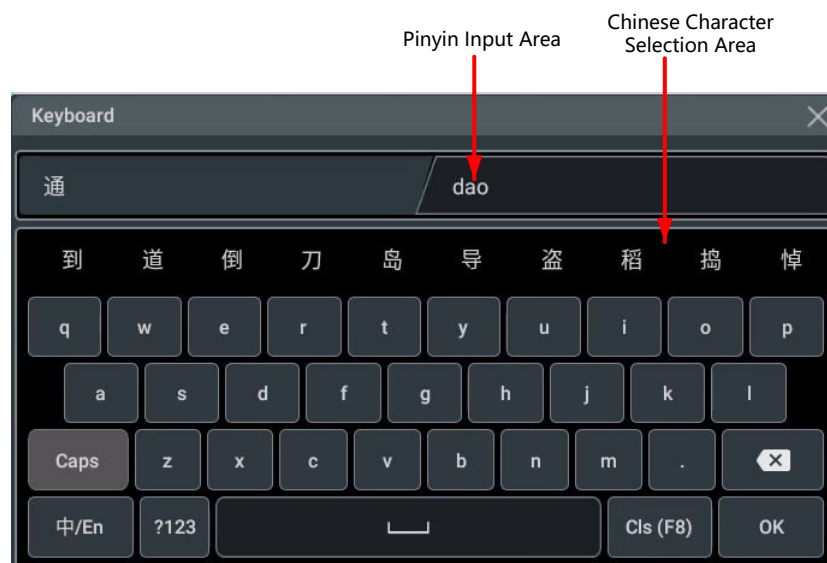 Pinyin Input Area
Chinese Character
Selection Area
Keyboard
通 dao
到 道 倒 刀 岛 导 盗 稻 捣 悼
q w e r t y u i o p
a s d f g h j k l
Caps z x c v b n m .
中/En ?123 Cls (F8) OK